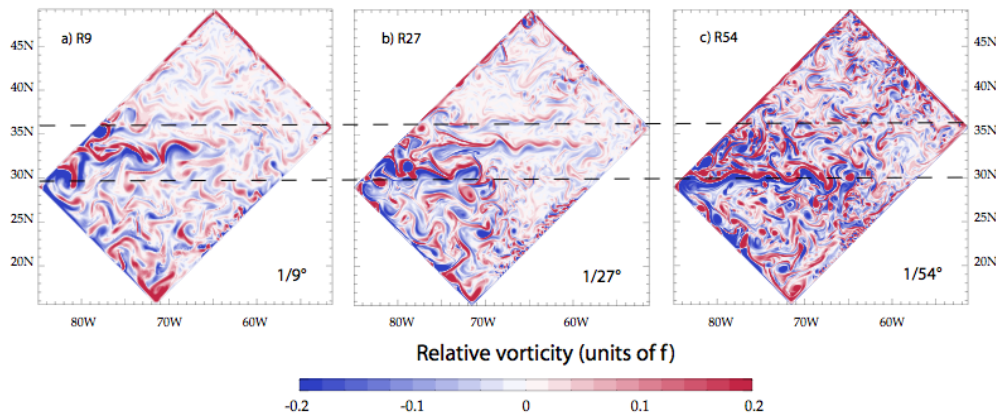 45N
40N
35N
30N
25N
20N
a) R9
1/9°
80W 70W 60W
b) R27
1/27°
80W 70W 60W
c) R54
1/54°
80W 70W 60W
45N
40N
35N
30N
25N
20N
Relative vorticity (units of f)
-0.2 -0.1 0 0.1 0.2